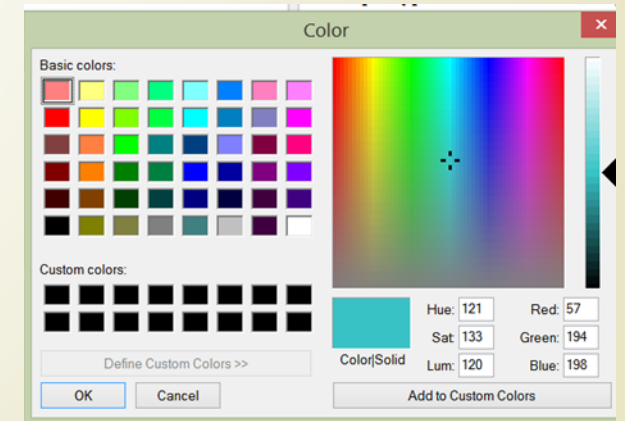 Color
Basic colors:
Custom colors:
Define Custom Colors >>
OK Cancel
Color|Solid
Hue: 121 Red: 57
Sat: 133 Green: 194
Lum: 120 Blue: 198
Add to Custom Colors